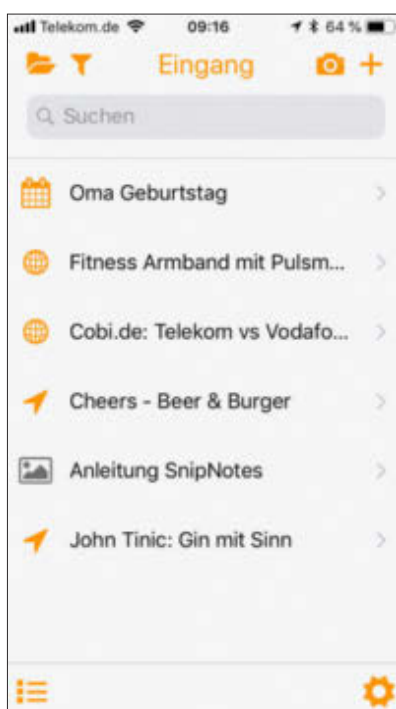 Telekom.de 09:16 64 %
Eingang
Suchen
Oma Geburtstag
Fitness Armband mit Pulsm...
Cobi.de: Telekom vs Vodafo...
Cheers - Beer & Burger
Anleitung SnipNotes
John Tinic: Gin mit Sinn